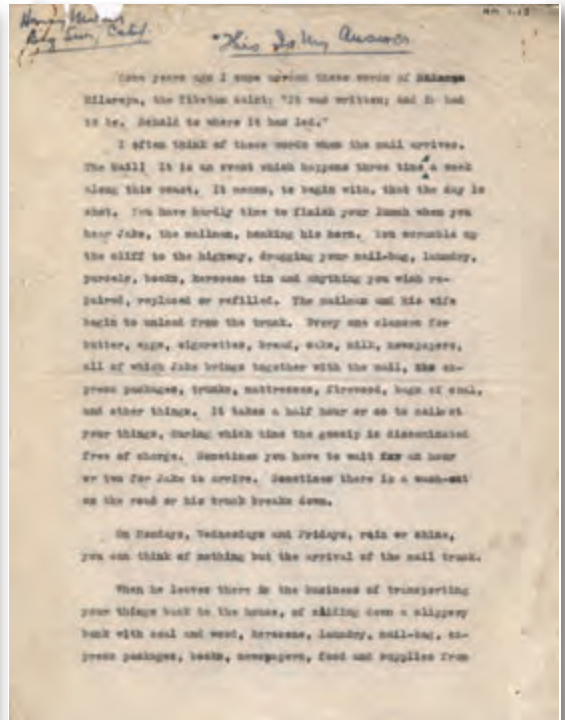 Henry Miller
Big Sur, Calif.
"This Is My Answer
Some years ago I came across these words of
Milarepa, the Tibetan saint: "It was written; and it had
to be. Behold to where it has led."
I often think of these words when the mail arrives.
The Mail! It is an event which happens three time a week
along this coast. It means, to begin with, that the day is
shot. You have hardly time to finish your lunch when you
hear Jake, the mailman, honking his horn. You scramble up
the cliff to the highway, dragging your mail-bag, laundry,
parcels, books, kerosene tin and anything you wish re-
paired, replaced or refilled. The mailman and his wife
begin to unload from the truck. Every one clamors for
butter, eggs, cigarettes, bread, cake, milk, newspapers,
all of which Jake brings together with the mail, ex-
press packages, trunks, mattresses, firewood, bags of coal,
and other things. It takes a half hour or so to collect
your things, during which time the gossip is disseminated
free of charge. Sometimes you have to wait an hour
or two for Jake to arrive. Sometimes there is a wash-out
on the road or his truck breaks down.
On Mondays, Wednesdays and Fridays, rain or shine,
you can think of nothing but the arrival of the mail truck.
When he leaves there is the business of transporting
your things back to the house, of sliding down a slippery
bank with coal and wood, kerosene, laundry, mail-bag, ex-
press packages, books, newspapers, food and supplies from